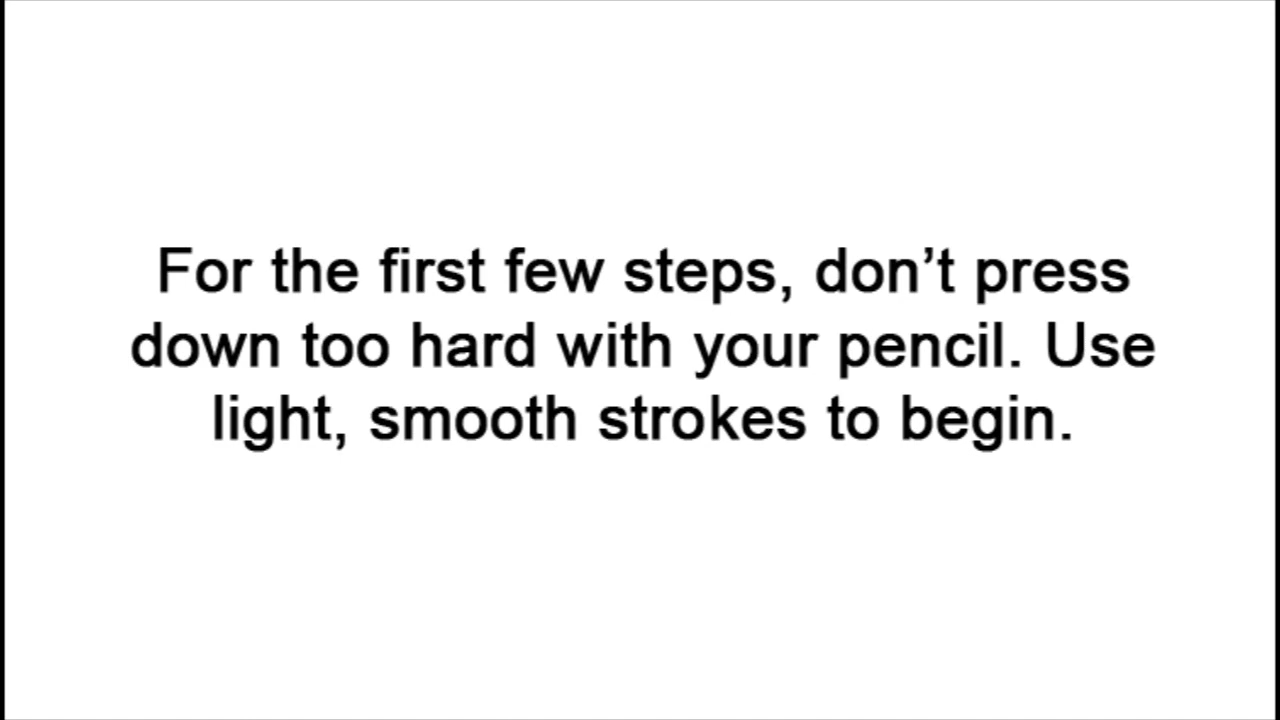 For the first few steps, don’t press
down too hard with your pencil. Use
light, smooth strokes to begin.